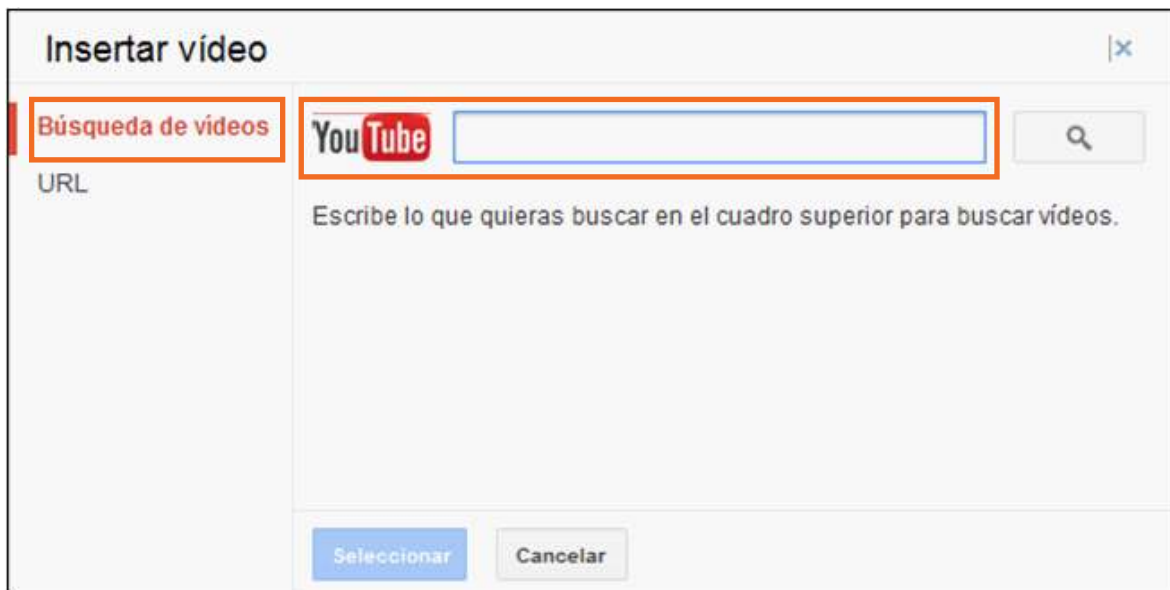 Insertar vídeo
Búsqueda de vídeos
URL
YouTube
Escribe lo que quieras buscar en el cuadro superior para buscar vídeos.
Seleccionar
Cancelar